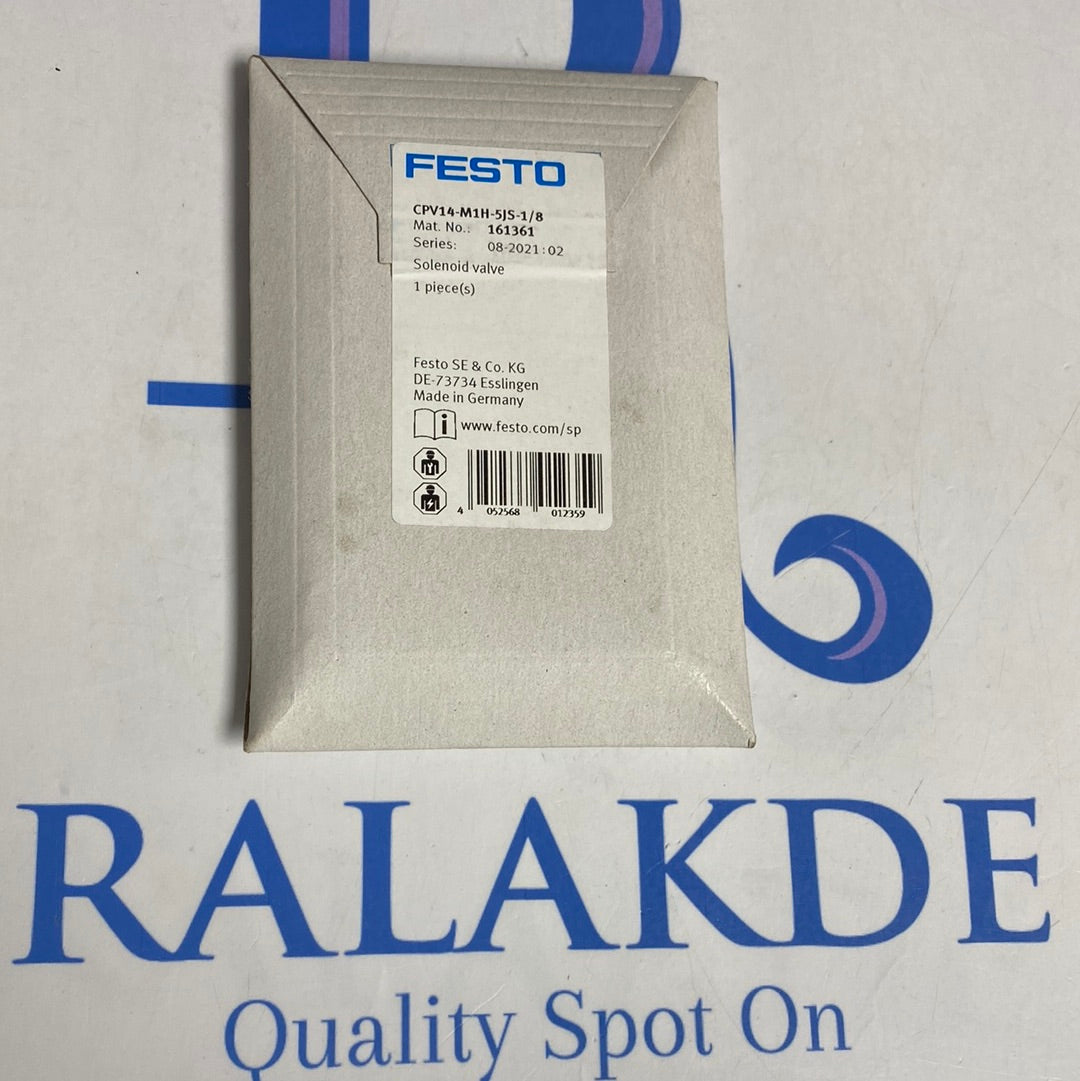 FESTO
CPV14-M1H-5JS-1/8
Mat. No.: 161361
Series: 08-2021:02
Solenoid valve
1 piece(s)
Festo SE & Co. KG
DE-73734 Esslingen
Made in Germany
i www.festo.com/sp
4 052568 012359
RALAKDE
Quality Spot On